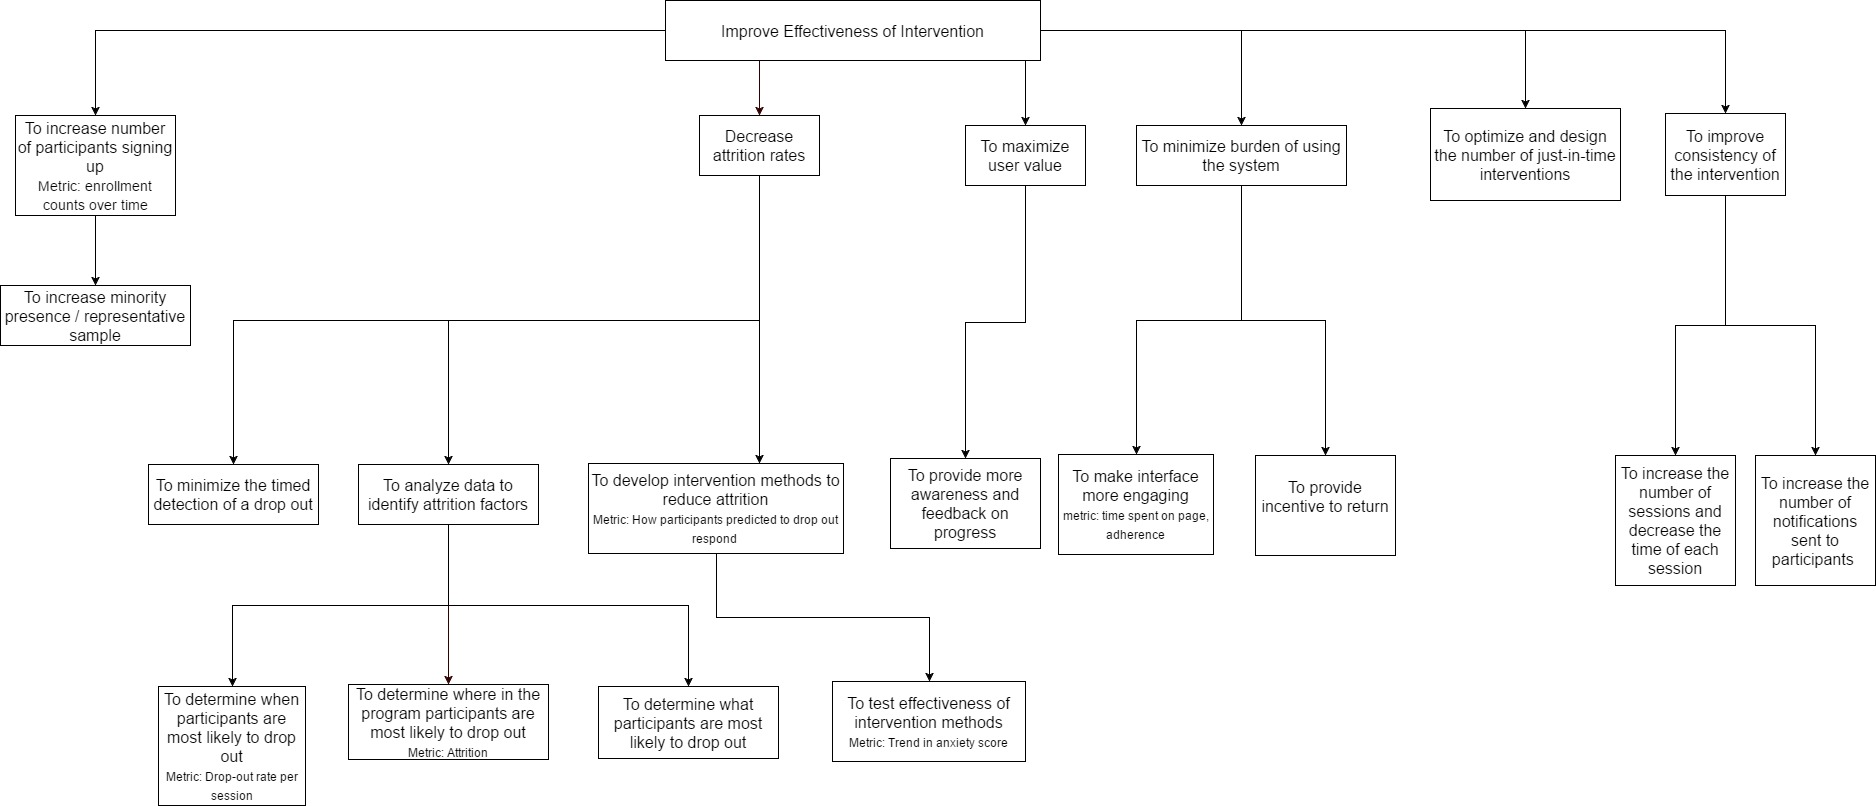 Improve Effectiveness of Intervention
To increase number
of participants signing
up
Metric: enrollment
counts over time
Decrease
attrition rates
To maximize
user value
To minimize burden of using
the system
To optimize and design
the number of just-in-time
interventions
To improve
consistency of
the intervention
To increase minority
presence / representative
sample
To minimize the timed
detection of a drop out
To analyze data to
identify attrition factors
To develop intervention methods to
reduce attrition
Metric: How participants predicted to drop out
respond
To provide more
awareness and
feedback on
progress
To make interface
more engaging
metric: time spent on page,
adherence
To provide
incentive to return
To increase the
number of
sessions and
decrease the
time of each
session
To increase the
number of
notifications
sent to
participants
To determine when
participants are
most likely to drop
out
Metric: Drop-out rate per
session
To determine where in the
program participants are
most likely to drop out
Metric: Attrition
To determine what
participants are most
likely to drop out
To test effectiveness of
intervention methods
Metric: Trend in anxiety score